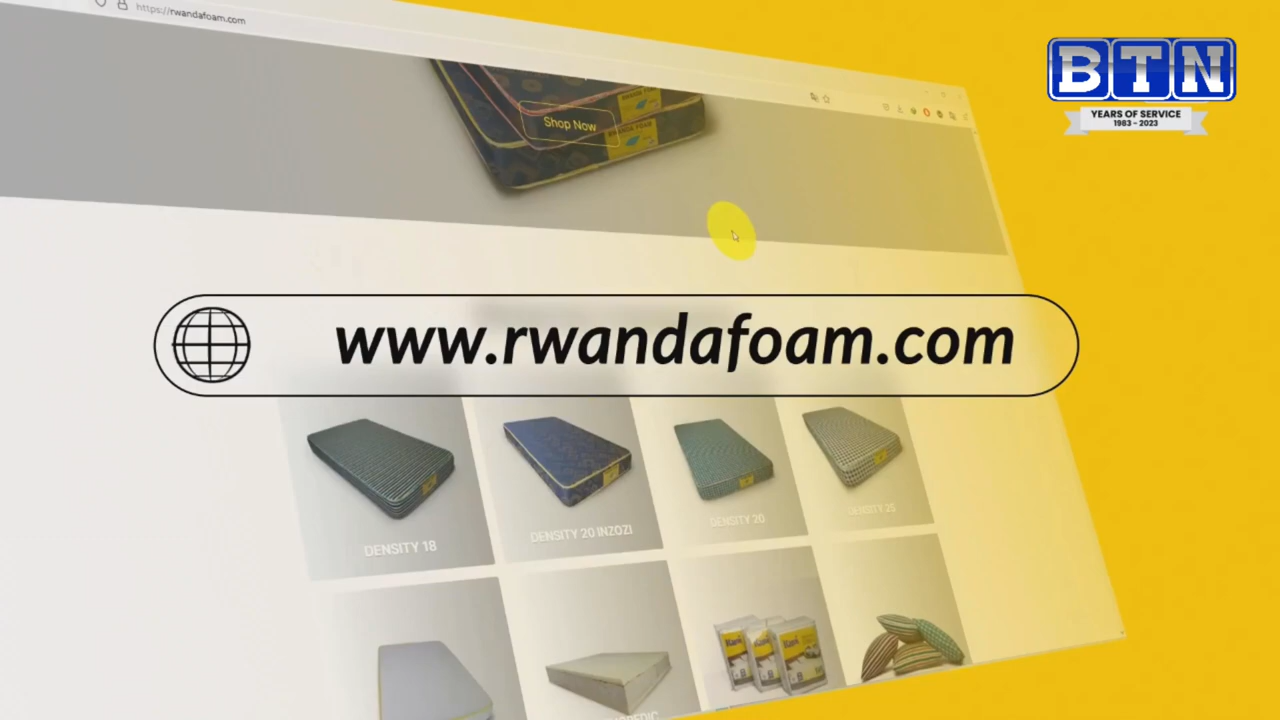 https://rwandafoam.com
BTN
YEARS OF SERVICE
1983 - 2023
Shop Now
www.rwandafoam.com
DENSITY 18
DENSITY 20 INZOZI
DENSITY 20
DENSITY 25